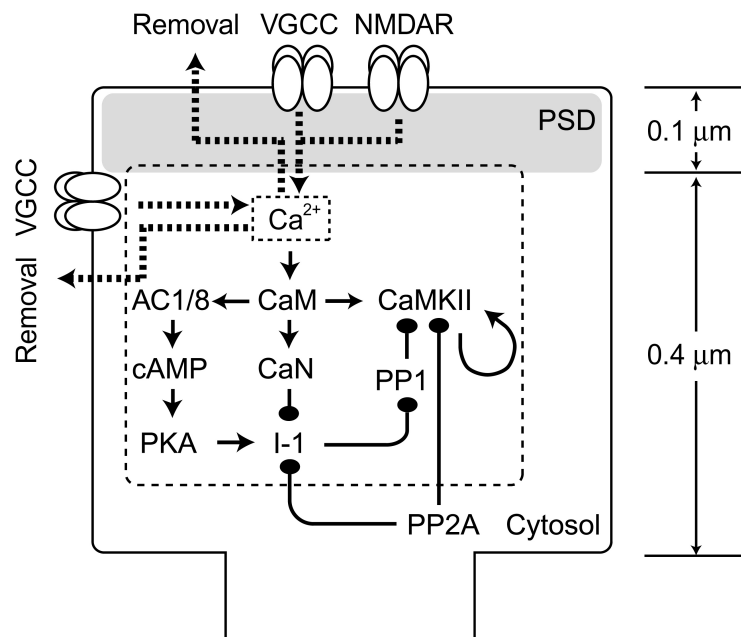 Removal VGCC NMDAR
PSD
0.1 μm
VGCC
Ca2+
Removal
AC1/8 CaM CaMKII
0.4 μm
cAMP CaN
PP1
PKA I-1
PP2A Cytosol